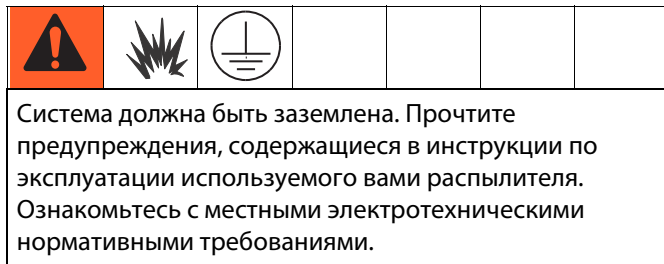 Система должна быть заземлена. Прочтите
предупреждения, содержащиеся в инструкции по
эксплуатации используемого вами распылителя.
Ознакомьтесь с местными электротехническими
нормативными требованиями.